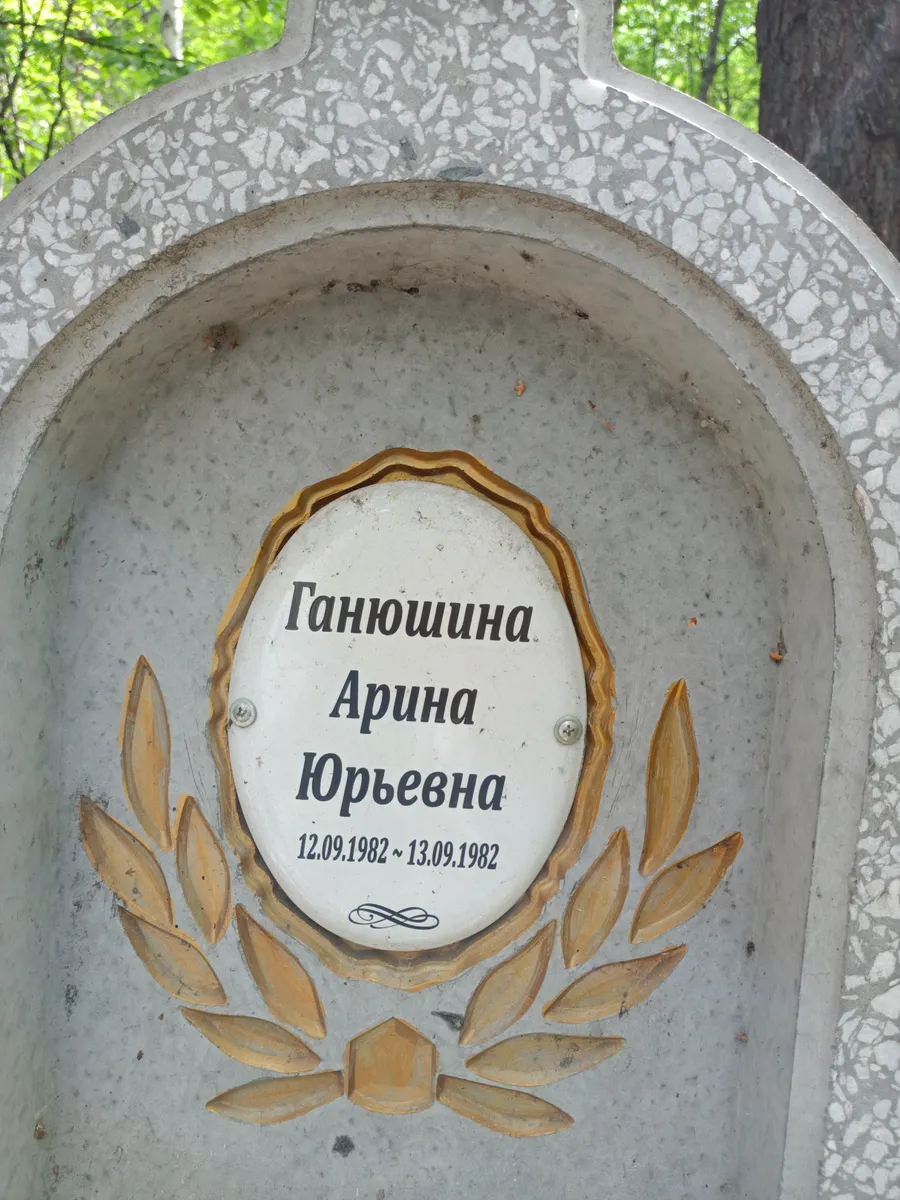 Ганюшина
Арина
Юрьевна
12.09.1982 ~ 13.09.1982